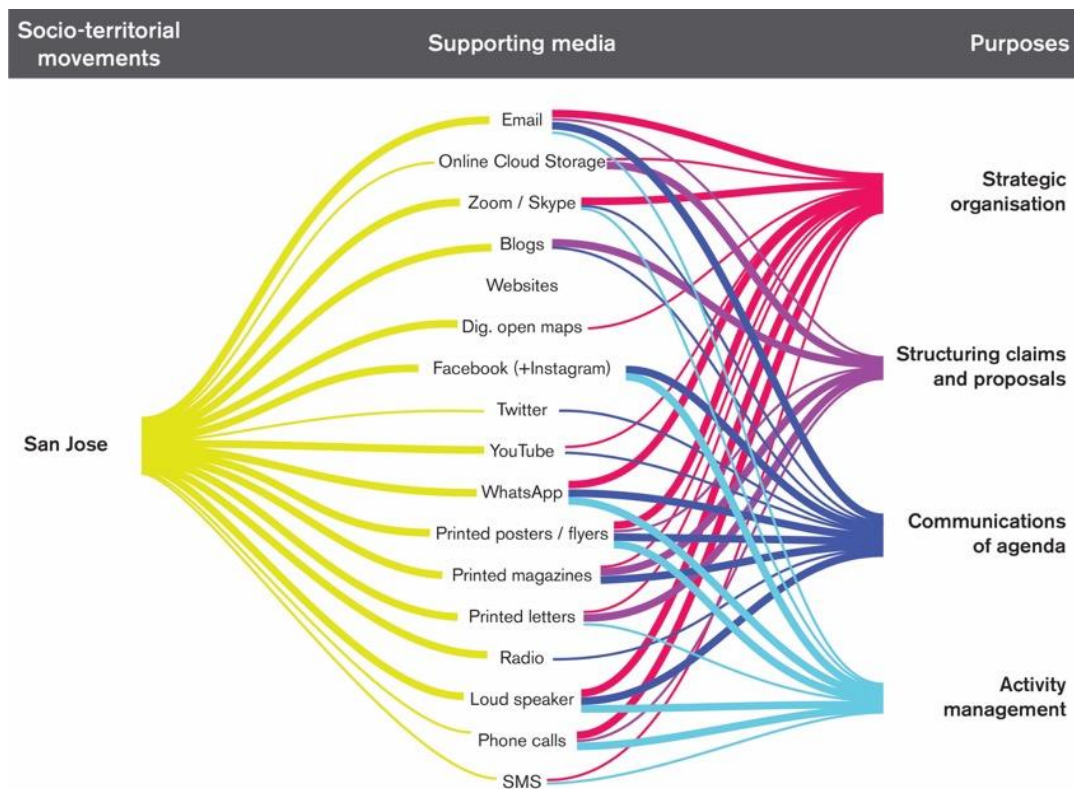 Socio-territorial
movements
Supporting media
Purposes
San Jose
Email
Online Cloud Storage
Zoom / Skype
Blogs
Websites
Dig. open maps
Facebook (+Instagram)
Twitter
YouTube
WhatsApp
Printed posters / flyers
Printed magazines
Printed letters
Radio
Loud speaker
Phone calls
SMS
Strategic
organisation
Structuring claims
and proposals
Communications
of agenda
Activity
management